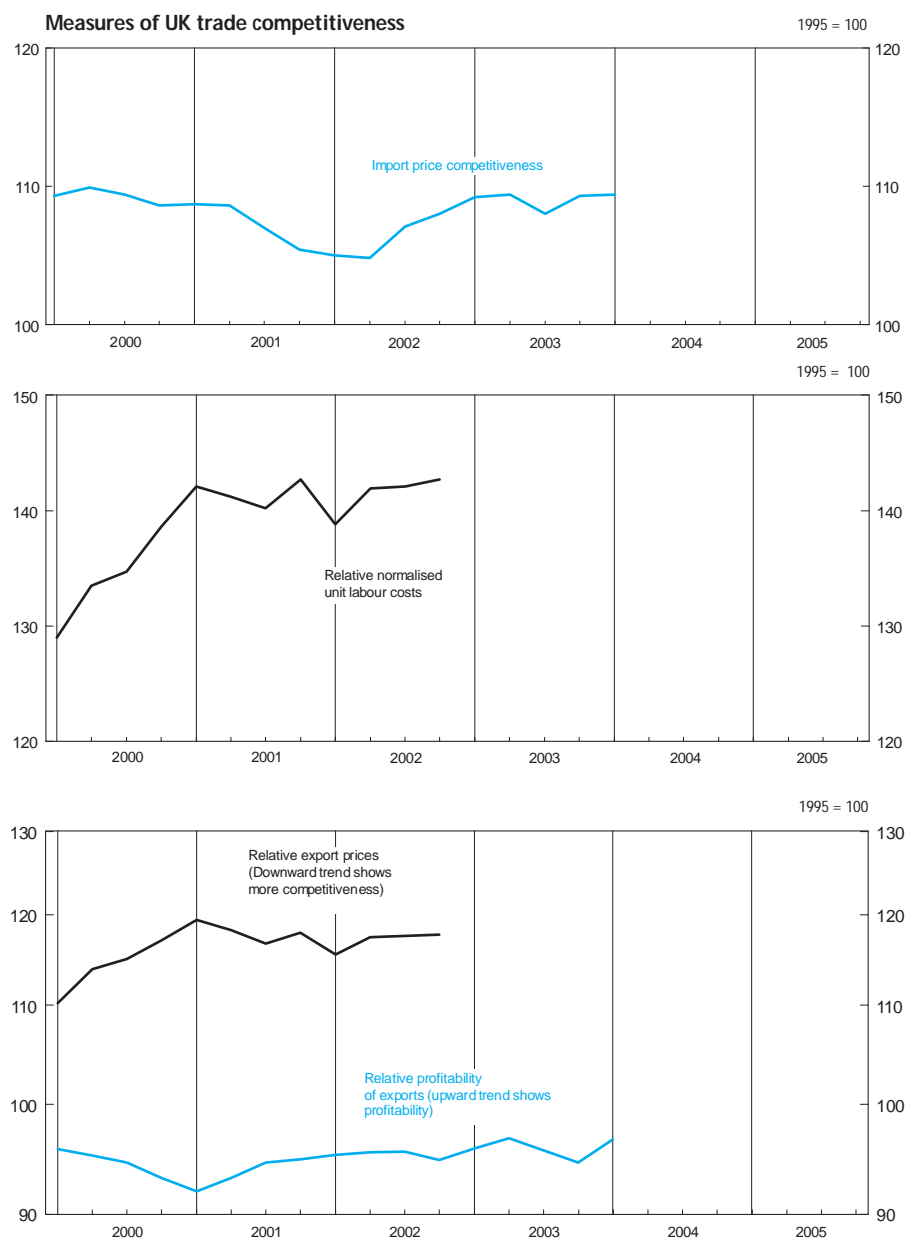 Measures of UK trade competitiveness
1995 = 100
120 120
Import price competitiveness
110 110
100 100
2000 2001 2002 2003 2004 2005
1995 = 100
150 150
140 140
Relative normalised
unit labour costs
130 130
120 120
2000 2001 2002 2003 2004 2005
1995 = 100
130 130
Relative export prices
(Downward trend shows
more competitiveness)
120 120
110 110
Relative profitability
of exports (upward trend shows
profitability)
100 100
90 90
2000 2001 2002 2003 2004 2005